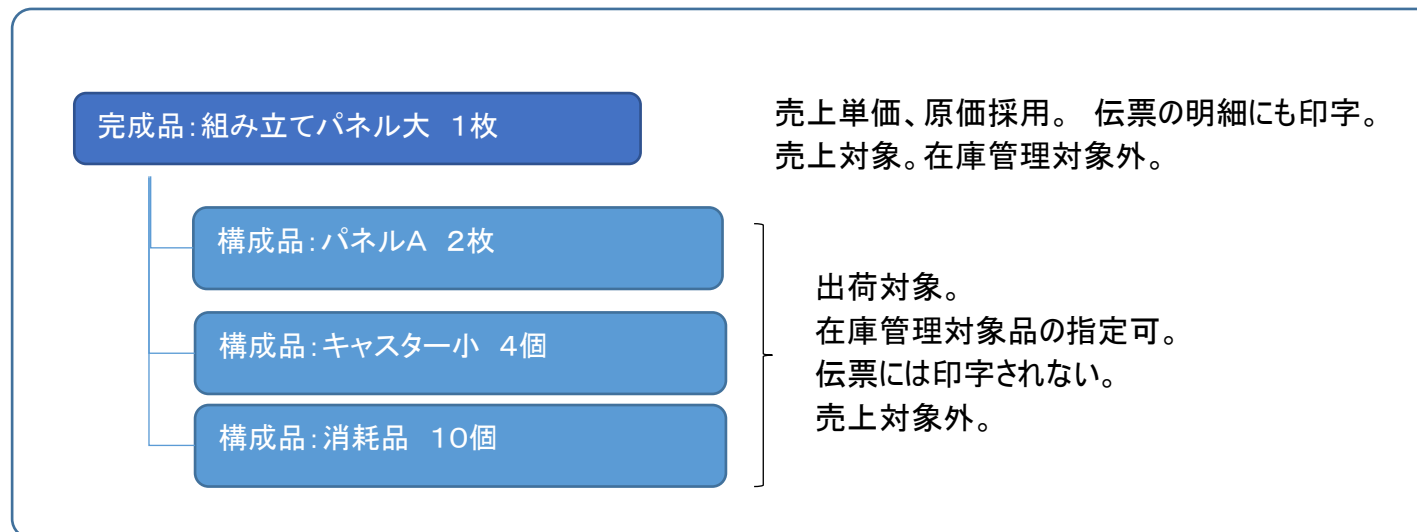 完成品：組み立てパネル大　１枚
売上単価、原価採用。　伝票の明細にも印字。
売上対象。在庫管理対象外。
構成品：パネルＡ　２枚
構成品：キャスター小　４個
構成品：消耗品　１０個
出荷対象。
在庫管理対象品の指定可。
伝票には印字されない。
売上対象外。